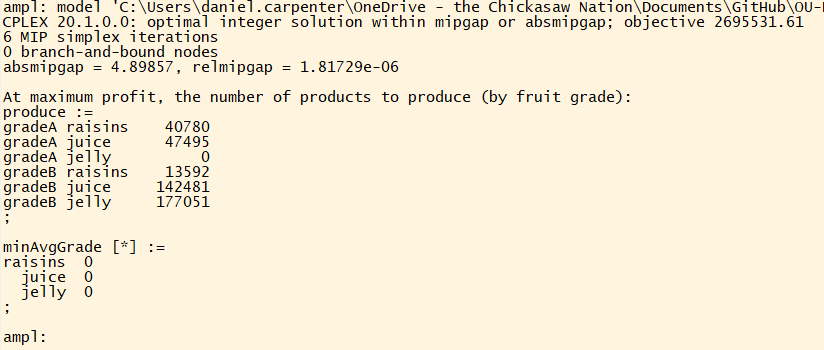 ampl: model 'C:\Users\daniel.carpenter\OneDrive - the Chickasaw Nation\Documents\GitHub\OU-
CPLEX 20.1.0.0: optimal integer solution within mipgap or absmipgap; objective 2695531.61
6 MIP simplex iterations
0 branch-and-bound nodes
absmipgap = 4.89857, relmipgap = 1.81729e-06
At maximum profit, the number of products to produce (by fruit grade):
produce :=
gradeA raisins 40780
gradeA juice 47495
gradeA jelly 0
gradeB raisins 13592
gradeB juice 142481
gradeB jelly 177051
;
minAvgGrade [*] :=
raisins 0
juice 0
jelly 0
;
ampl: